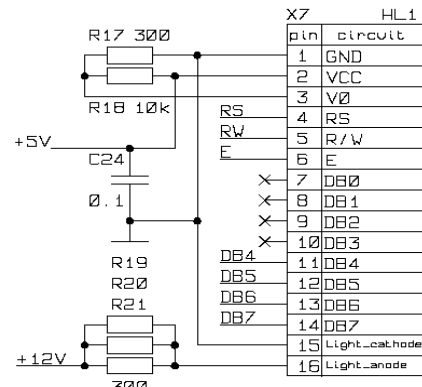 X7 HL1
R17 300
pin circuit
1 GND
2 VCC
3 V0
R18 10k
RS 4 RS
RW 5 R/W
+5V
E 6 E
C24
7 DB0
0.1
8 DB1
9 DB2
10 DB3
DB4 11 DB4
R19
DB5 12 DB5
R20
DB6 13 DB6
R21
DB7 14 DB7
15 Light_cathode
+12V
16 Light_anode
300